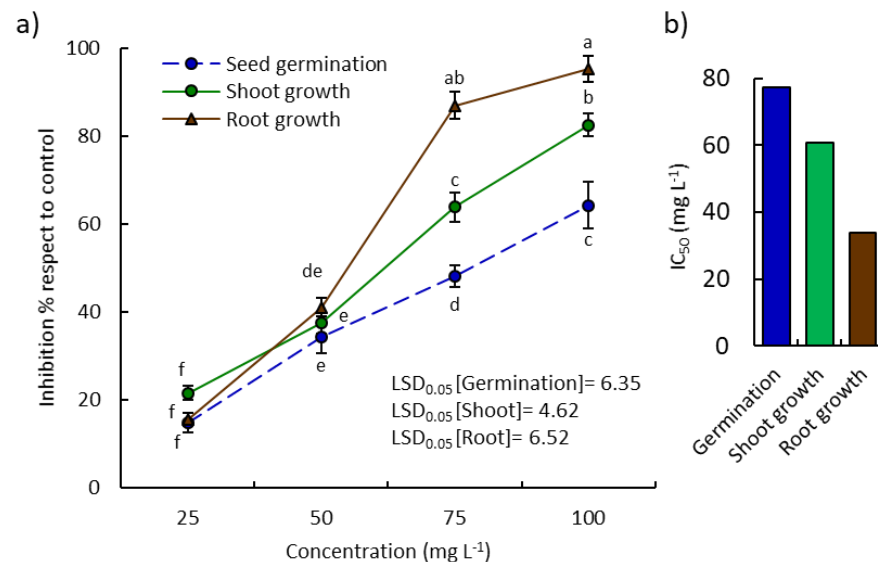 a)
100
80
60
40
20
0
Inhibition % respect to control
Seed germination
Shoot growth
Root growth
f
f
f
de
e
e
ab
c
d
a
b
c
LSD0.05 [Germination]= 6.35
LSD0.05 [Shoot]= 4.62
LSD0.05 [Root]= 6.52
25 50 75 100
Concentration (mg L-1)
b)
80
60
40
20
0
IC50 (mg L-1)
Germination
Shoot growth
Root growth